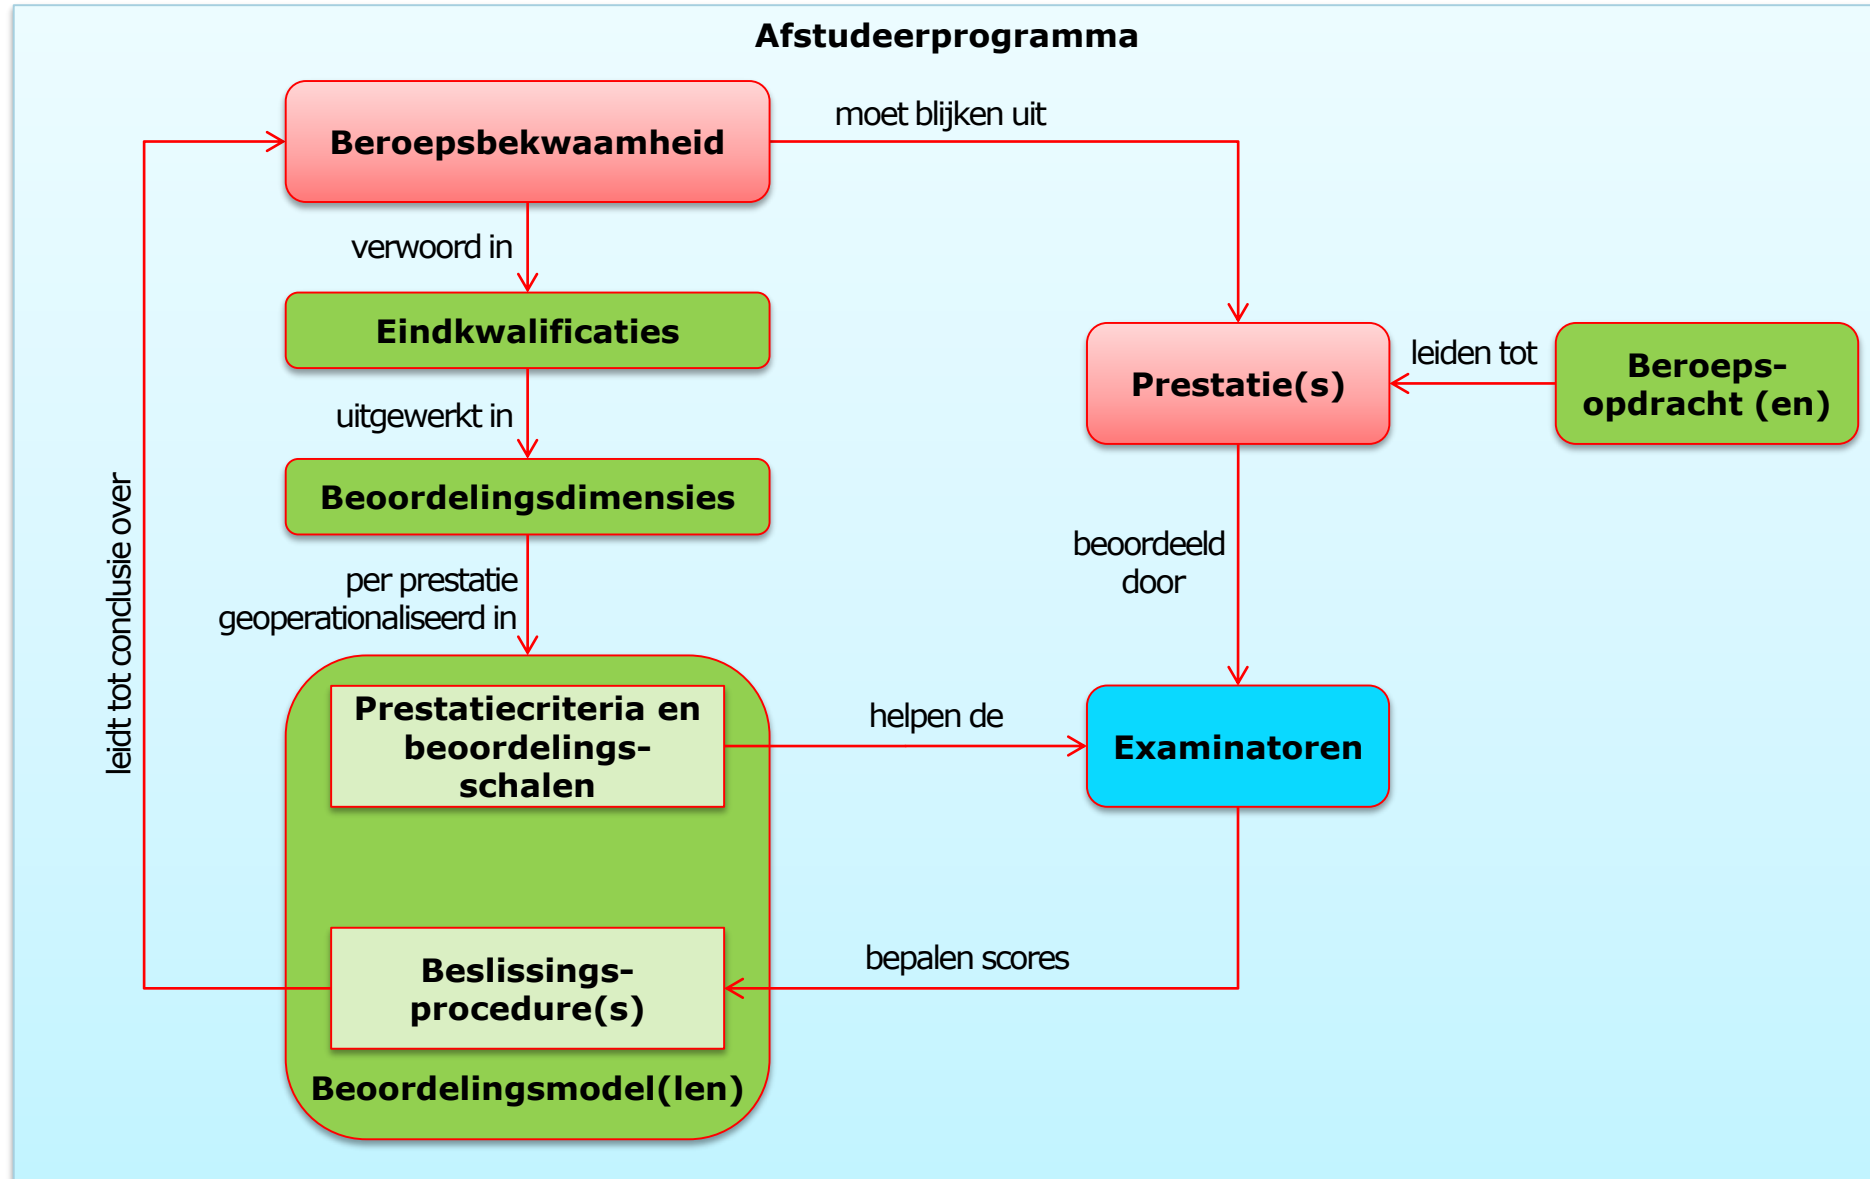 Afstudeerprogramma
Beroepsbekwaamheid
moet blijken uit
verwoord in
Eindkwalificaties
uitgewerkt in
Beoordelingsdimensies
per prestatie
geoperationaliseerd in
Prestatie(s)
leiden tot
Beroeps-
opdracht (en)
beoordeeld
door
leidt tot conclusie over
Prestatiecriteria en
beoordelings-
schalen
helpen de
Examinatoren
bepalen scores
Beslissings-
procedure(s)
Beoordelingsmodel(len)